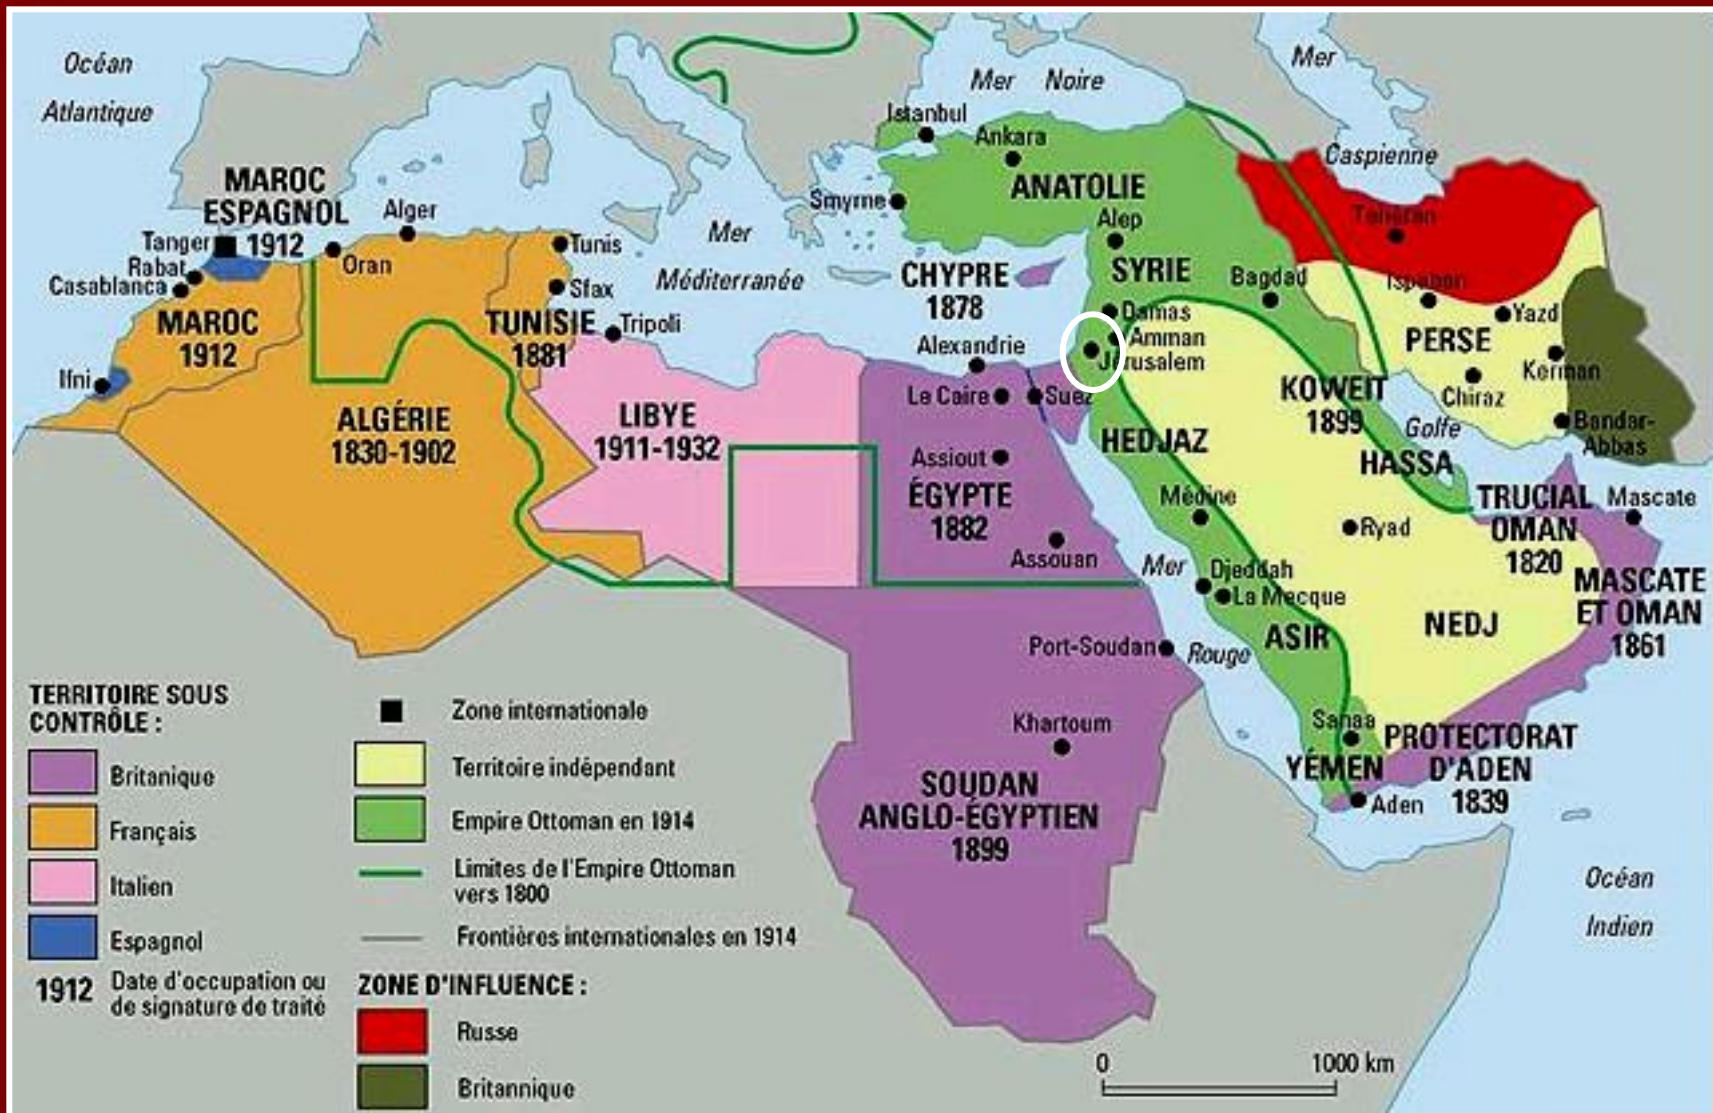 Océan
Atlantique
Mer Noire
Mer
Caspienne
Istanbul
Ankara
ANATOLIE
Smyrne
Alep
MAROC
ESPAGNOL
1912
Alger
Tanger
Rabat
Casablanca
Oran
Tunis
Sfax
Mer
Méditerranée
CHYPRE
1878
SYRIE
Bagdad
Téhéran
Ispahan
Yazd
PERSE
Kerman
Chiraz
Bandar-
Abbas
MAROC
1912
TUNISIE
1881
Tripoli
Damas
Amman
Jérusalem
Alexandrie
Le Caire
Suez
Ifni
ALGÉRIE
1830-1902
LIBYE
1911-1932
KOWEIT
1899
Golfe
HEDJAZ
HASSA
Assiout
ÉGYPTE
1882
Assouan
Médine
Ryad
TRUCIAL
OMAN
1820
Mascate
MASCATE
ET OMAN
1861
Mer
Rouge
Djeddah
La Mecque
ASIR
NEDJ
Port-Soudan
Khartoum
SOUDAN
ANGLO-ÉGYPTIEN
1899
Sanaa
YÉMEN
PROTECTORAT
D'ADEN
1839
Aden
Océan
Indien
TERRITOIRE SOUS
CONTRÔLE :
Britanique
Français
Italien
Espagnol
1912 Date d'occupation ou
de signature de traité
Zone internationale
Territoire indépendant
Empire Ottoman en 1914
Limites de l'Empire Ottoman
vers 1800
Frontières internationales en 1914
ZONE D'INFLUENCE :
Russe
Britannique
0 1000 km